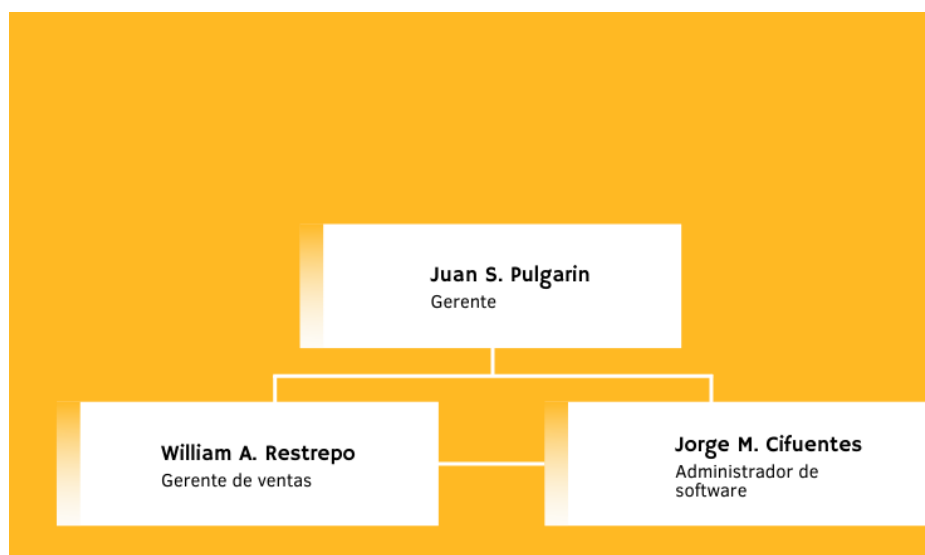 Juan S. Pulgarin
Gerente
William A. Restrepo
Gerente de ventas
Jorge M. Cifuentes
Administrador de
software